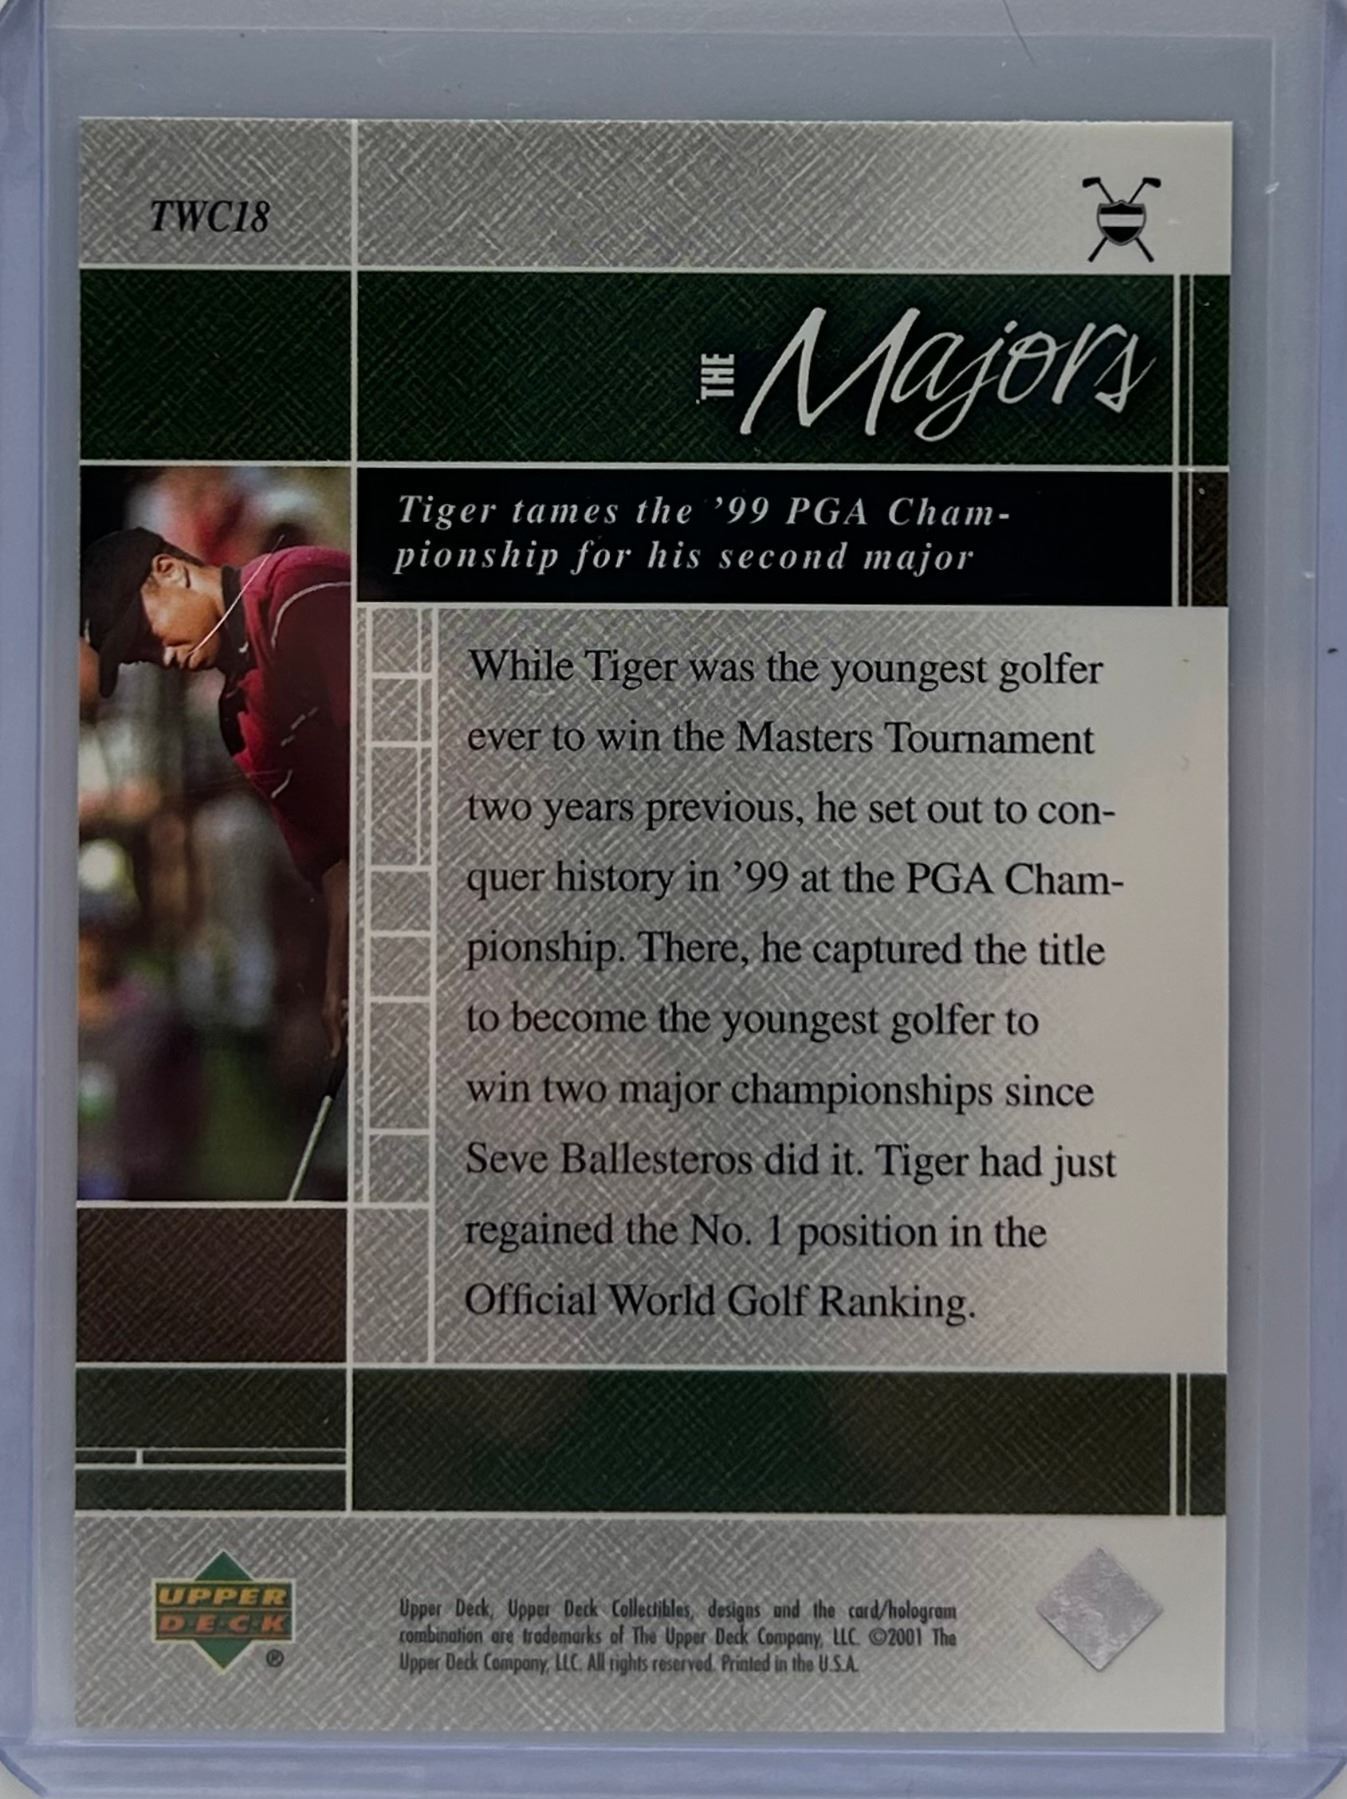 TWC18
THE Majors
Tiger tames the ’99 PGA Cham-
pionship for his second major
While Tiger was the youngest golfer
ever to win the Masters Tournament
two years previous, he set out to con-
quer history in ’99 at the PGA Cham-
pionship. There, he captured the title
to become the youngest golfer to
win two major championships since
Seve Ballesteros did it. Tiger had just
regained the No. 1 position in the
Official World Golf Ranking.
UPPER
DECK
®
Upper Deck, Upper Deck Collectibles, designs and the card/hologram
combination are trademarks of The Upper Deck Company, LLC. ©2001 The
Upper Deck Company, LLC. All rights reserved. Printed in the U.S.A.